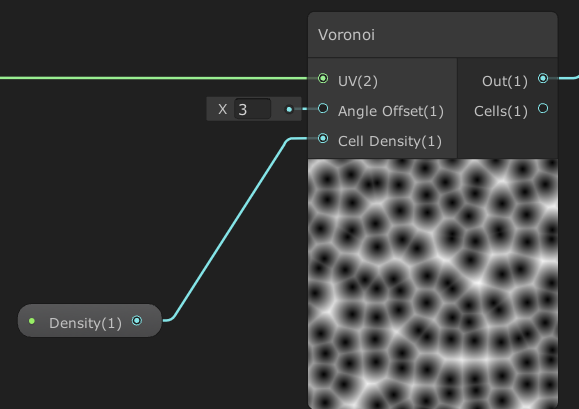 Voronoi
UV(2)
Out(1)
X 3
Angle Offset(1)
Cells(1)
Cell Density(1)
Density(1)